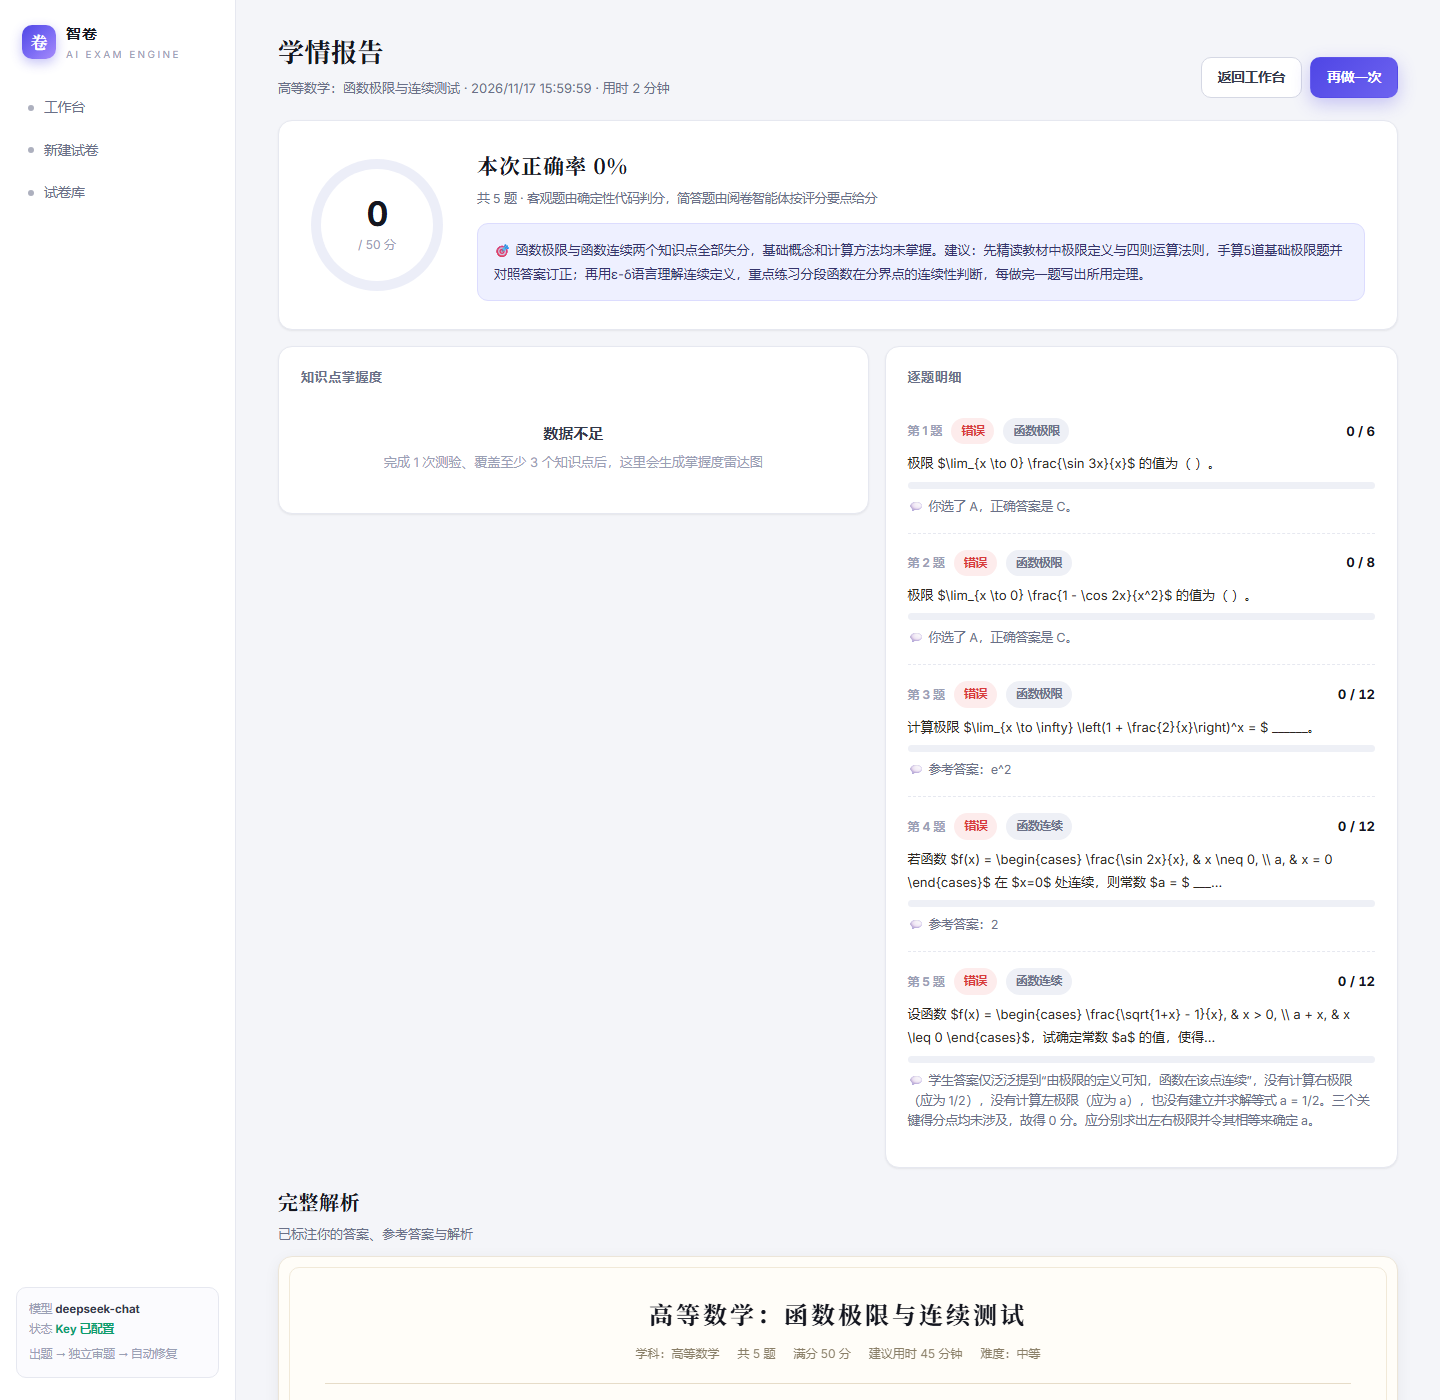 卷
智卷
AI EXAM ENGINE
工作台
新建试卷
试卷库
学情报告
高等数学：函数极限与连续测试 · 2026/11/17 15:59:59 · 用时 2 分钟
返回工作台
再做一次
0
/ 50 分
本次正确率 0%
共 5 题 · 客观题由确定性代码判分，简答题由阅卷智能体按评分要点给分
🎯 函数极限与函数连续两个知识点全部失分，基础概念和计算方法均未掌握。建议：先精读教材中极限定义与四则运算法则，手算5道基础极限题并
对照答案订正；再用ε-δ语言理解连续定义，重点练习分段函数在分界点的连续性判断，每做完一题写出所用定理。
知识点掌握度
数据不足
完成 1 次测验、覆盖至少 3 个知识点后，这里会生成掌握度雷达图
逐题明细
第 1 题 错误 函数极限 0 / 6
极限 $\lim_{x \to 0} \frac{\sin 3x}{x}$ 的值为（ ）。
💬 你选了 A，正确答案是 C。
第 2 题 错误 函数极限 0 / 8
极限 $\lim_{x \to 0} \frac{1 - \cos 2x}{x^2}$ 的值为（ ）。
💬 你选了 A，正确答案是 C。
第 3 题 错误 函数极限 0 / 12
计算极限 $\lim_{x \to \infty} \left(1 + \frac{2}{x}\right)^x = $ ______。
💬 参考答案：e^2
第 4 题 错误 函数连续 0 / 12
若函数 $f(x) = \begin{cases} \frac{\sin 2x}{x}, & x \neq 0, \\ a, & x = 0
\end{cases}$ 在 $x=0$ 处连续，则常数 $a = $ ___...
💬 参考答案：2
第 5 题 错误 函数连续 0 / 12
设函数 $f(x) = \begin{cases} \frac{\sqrt{1+x} - 1}{x}, & x > 0, \\ a + x, & x
\leq 0 \end{cases}$，试确定常数 $a$ 的值，使得...
💬 学生答案仅泛泛提到“由极限的定义可知，函数在该点连续”，没有计算右极限
（应为 1/2），没有计算左极限（应为 a），也没有建立并求解等式 a = 1/2。三个关
键得分点均未涉及，故得 0 分。应分别求出左右极限并令其相等来确定 a。
完整解析
已标注你的答案、参考答案与解析
高等数学：函数极限与连续测试
学科：高等数学 共 5 题 满分 50 分 建议用时 45 分钟 难度：中等
模型 deepseek-chat
状态 Key 已配置
出题 → 独立审题 → 自动修复